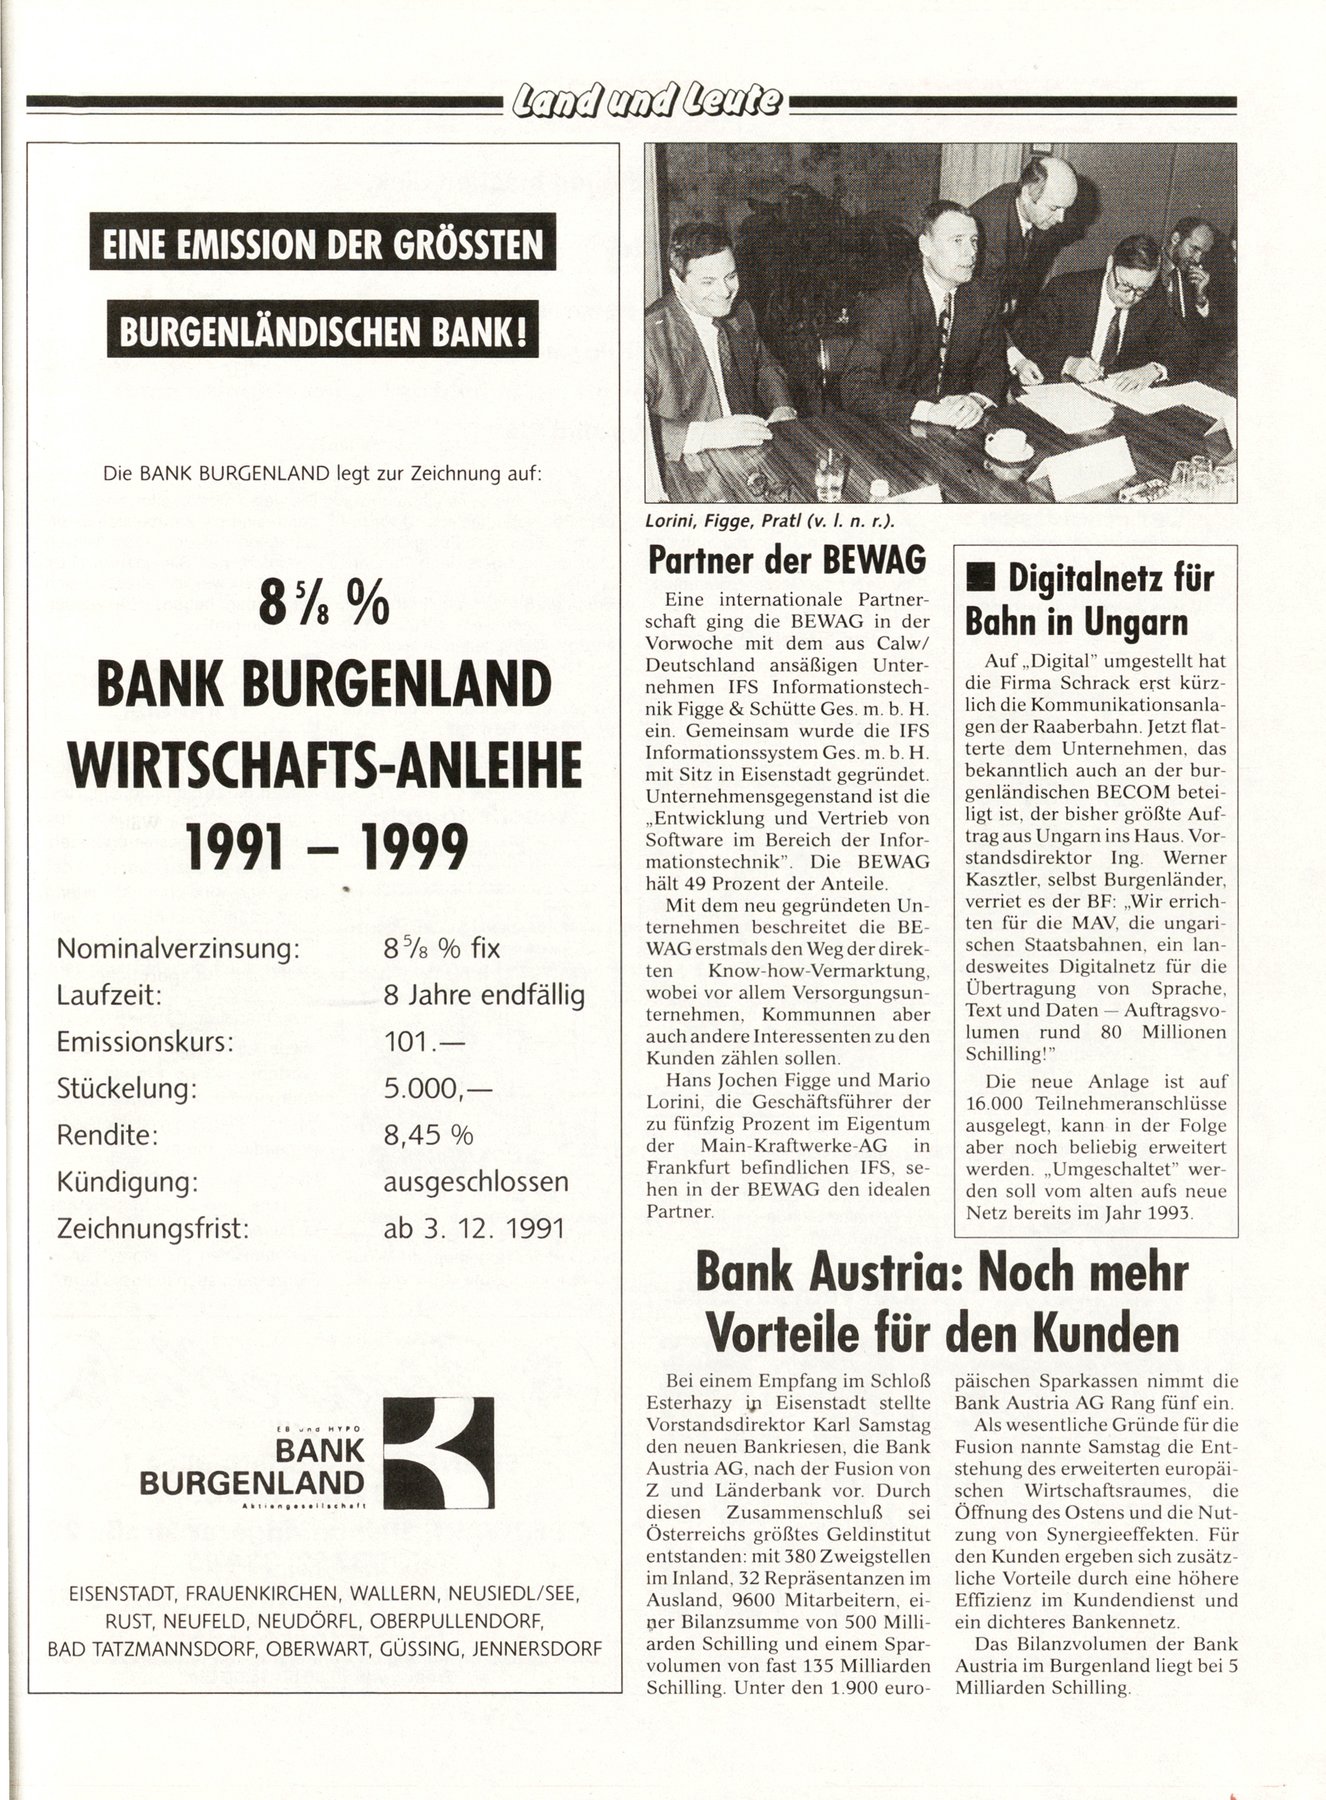 Land und Leute
EINE EMISSION DER GRÖSSTEN
BURGENLÄNDISCHEN BANK!
Die BANK BURGENLAND legt zur Zeichnung auf:
8 5/8 %
BANK BURGENLAND
WIRTSCHAFTS-ANLEIHE
1991 – 1999
Nominalverzinsung: 8 5/8 % fix
Laufzeit: 8 Jahre endfällig
Emissionskurs: 101.—
Stückelung: 5.000,—
Rendite: 8,45 %
Kündigung: ausgeschlossen
Zeichnungsfrist: ab 3. 12. 1991
EB und HYPO
BANK
BURGENLAND
Aktiengesellschaft
EISENSTADT, FRAUENKIRCHEN, WALLERN, NEUSIEDL/SEE,
RUST, NEUFELD, NEUDÖRFL, OBERPULLENDORF,
BAD TATZMANNSDORF, OBERWART, GÜSSING, JENNERSDORF
Lorini, Figge, Pratl (v. l. n. r.).
Partner der BEWAG
Eine internationale Partner-
schaft ging die BEWAG in der
Vorwoche mit dem aus Calw/
Deutschland ansäßigen Unter-
nehmen IFS Informationstech-
nik Figge & Schütte Ges. m. b. H.
ein. Gemeinsam wurde die IFS
Informationssystem Ges. m. b. H.
mit Sitz in Eisenstadt gegründet.
Unternehmensgegenstand ist die
„Entwicklung und Vertrieb von
Software im Bereich der Infor-
mationstechnik”. Die BEWAG
hält 49 Prozent der Anteile.
Mit dem neu gegründeten Un-
ternehmen beschreitet die BE-
WAG erstmals den Weg der direk-
ten Know-how-Vermarktung,
wobei vor allem Versorgungsun-
ternehmen, Kommunnen aber
auch andere Interessenten zu den
Kunden zählen sollen.
Hans Jochen Figge und Mario
Lorini, die Geschäftsführer der
zu fünfzig Prozent im Eigentum
der Main-Kraftwerke-AG in
Frankfurt befindlichen IFS, se-
hen in der BEWAG den idealen
Partner.
■ Digitalnetz für
Bahn in Ungarn
Auf „Digital” umgestellt hat
die Firma Schrack erst kürz-
lich die Kommunikationsanla-
gen der Raaberbahn. Jetzt flat-
terte dem Unternehmen, das
bekanntlich auch an der bur-
genländischen BECOM betei-
ligt ist, der bisher größte Auf-
trag aus Ungarn ins Haus. Vor-
standsdirektor Ing. Werner
Kasztler, selbst Burgenländer,
verriet es der BF: „Wir errich-
ten für die MAV, die ungari-
schen Staatsbahnen, ein lan-
desweites Digitalnetz für die
Übertragung von Sprache,
Text und Daten — Auftragsvo-
lumen rund 80 Millionen
Schilling!”
Die neue Anlage ist auf
16.000 Teilnehmeranschlüsse
ausgelegt, kann in der Folge
aber noch beliebig erweitert
werden. „Umgeschaltet” wer-
den soll vom alten aufs neue
Netz bereits im Jahr 1993.
Bank Austria: Noch mehr
Vorteile für den Kunden
Bei einem Empfang im Schloß
Esterhazy in Eisenstadt stellte
Vorstandsdirektor Karl Samstag
den neuen Bankriesen, die Bank
Austria AG, nach der Fusion von
Z und Länderbank vor. Durch
diesen Zusammenschluß sei
Österreichs größtes Geldinstitut
entstanden: mit 380 Zweigstellen
im Inland, 32 Repräsentanzen im
Ausland, 9600 Mitarbeitern, ei-
ner Bilanzsumme von 500 Milli-
arden Schilling und einem Spar-
volumen von fast 135 Milliarden
Schilling. Unter den 1.900 euro-
päischen Sparkassen nimmt die
Bank Austria AG Rang fünf ein.
Als wesentliche Gründe für die
Fusion nannte Samstag die Ent-
stehung des erweiterten europäi-
schen Wirtschaftsraumes, die
Öffnung des Ostens und die Nut-
zung von Synergieeffekten. Für
den Kunden ergeben sich zusätz-
liche Vorteile durch eine höhere
Effizienz im Kundendienst und
ein dichteres Bankennetz.
Das Bilanzvolumen der Bank
Austria im Burgenland liegt bei 5
Milliarden Schilling.